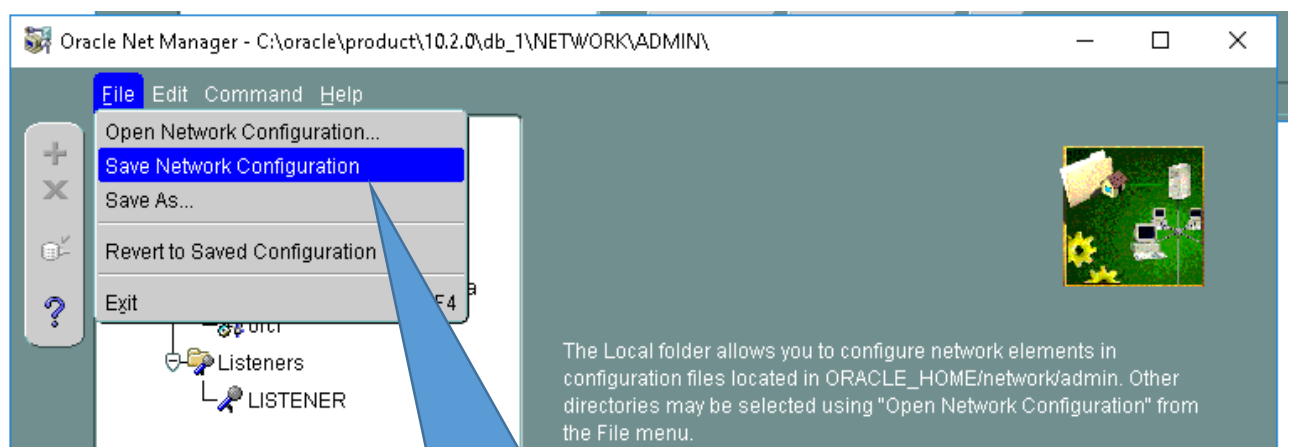 Oracle Net Manager - C:\oracle\product\10.2.0\db_1\NETWORK\ADMIN\
File Edit Command Help
Open Network Configuration...
Save Network Configuration
Save As...
Revert to Saved Configuration
Exit F4
Listeners
LISTENER
The Local folder allows you to configure network elements in
configuration files located in ORACLE_HOME/network/admin. Other
directories may be selected using "Open Network Configuration" from
the File menu.